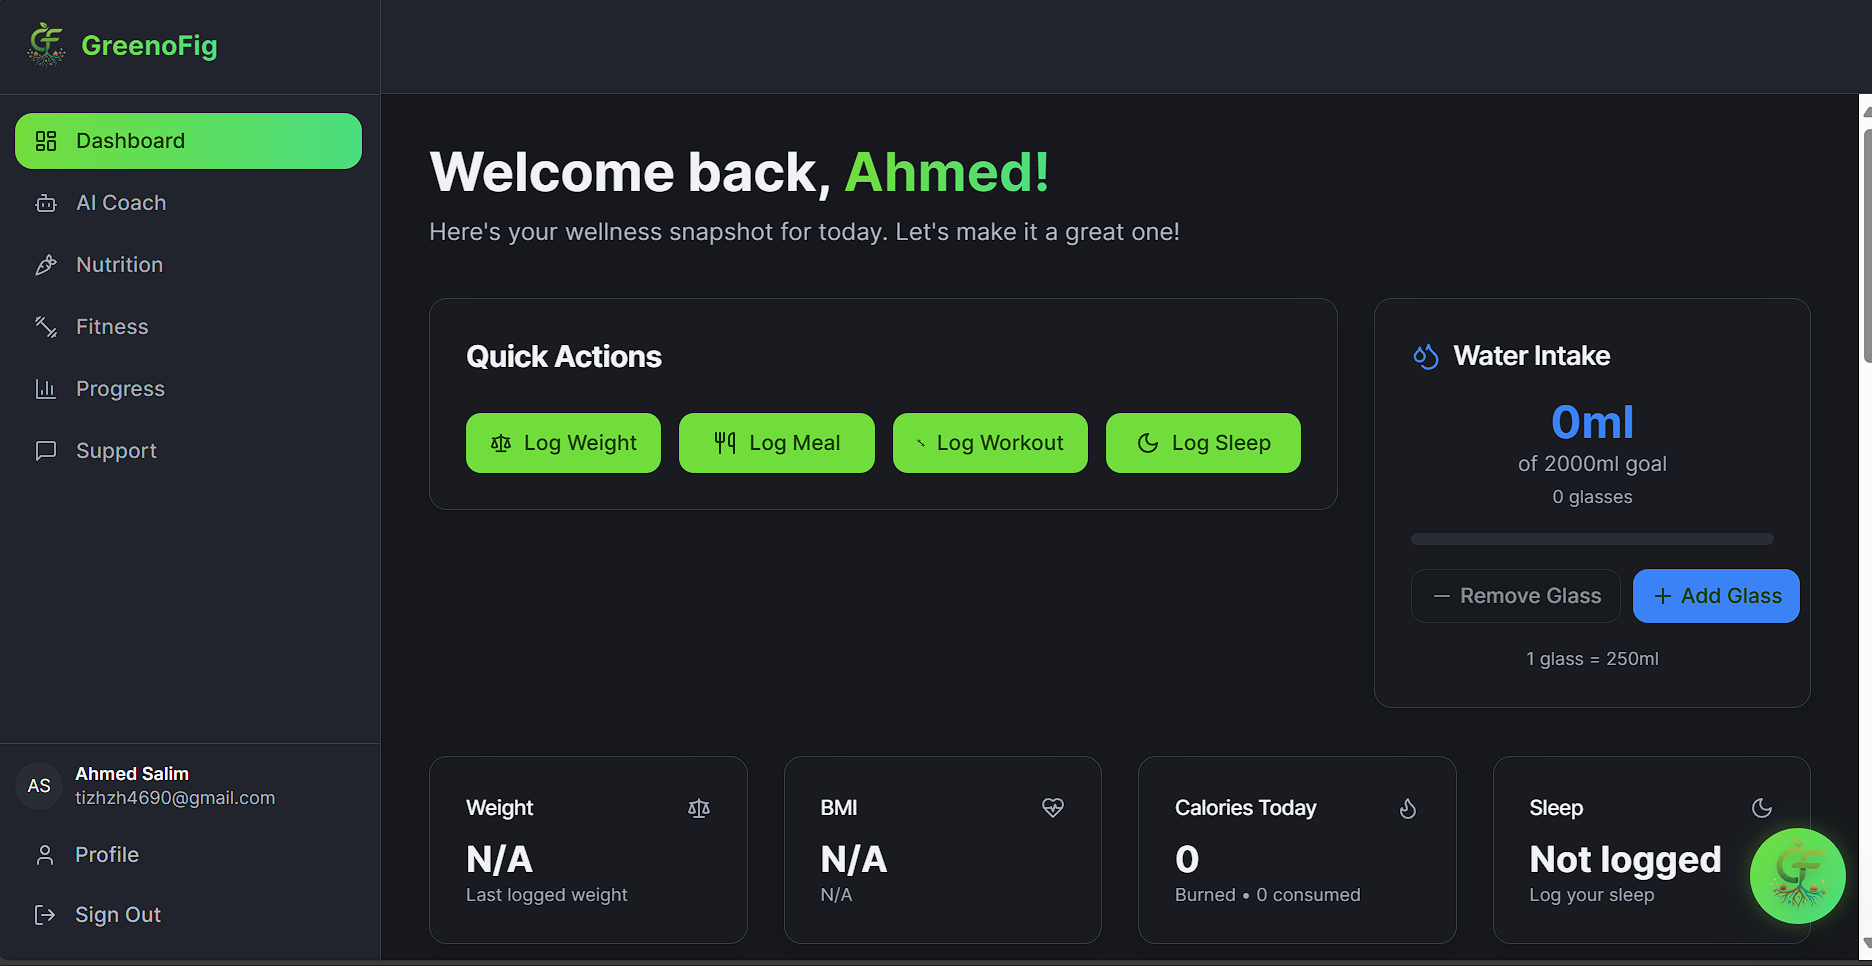 GreenoFig
Dashboard
AI Coach
Nutrition
Fitness
Progress
Support
AS
Ahmed Salim
tizhzh4690@gmail.com
Profile
Sign Out
Welcome back, Ahmed!
Here's your wellness snapshot for today. Let's make it a great one!
Quick Actions
Log Weight
Log Meal
Log Workout
Log Sleep
Water Intake
0ml
of 2000ml goal
0 glasses
Remove Glass
Add Glass
1 glass = 250ml
Weight
N/A
Last logged weight
BMI
N/A
N/A
Calories Today
0
Burned • 0 consumed
Sleep
Not logged
Log your sleep